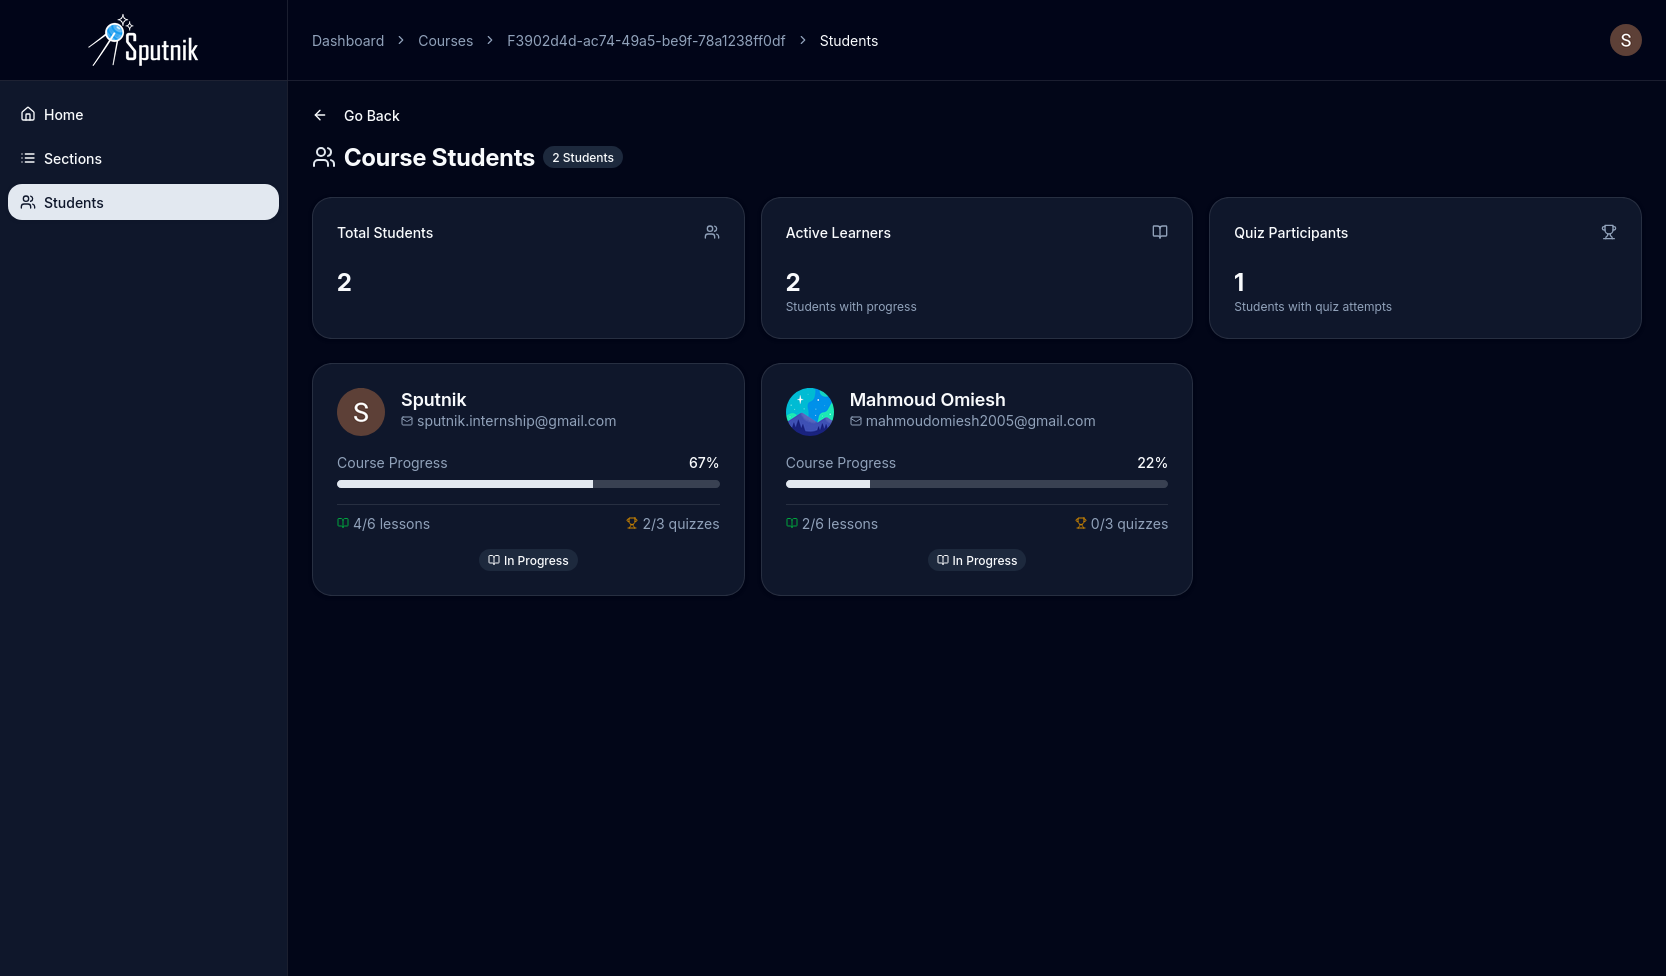 Sputnik
Dashboard > Courses > F3902d4d-ac74-49a5-be9f-78a1238ff0df > Students
S
Home
Sections
Students
Go Back
Course Students 2 Students
Total Students
2
Active Learners
2
Students with progress
Quiz Participants
1
Students with quiz attempts
S
Sputnik
sputnik.internship@gmail.com
Course Progress 67%
4/6 lessons 2/3 quizzes
In Progress
Mahmoud Omiesh
mahmoudomiesh2005@gmail.com
Course Progress 22%
2/6 lessons 0/3 quizzes
In Progress